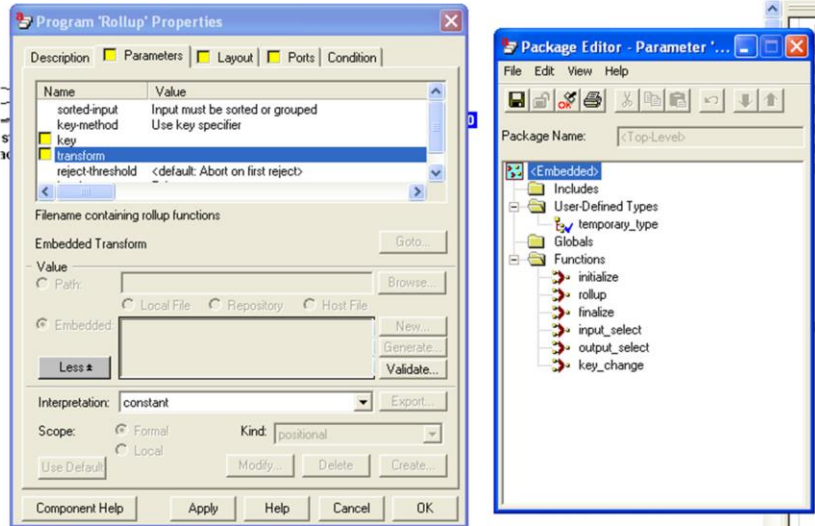 Program 'Rollup' Properties
Description Parameters Layout Ports Condition
Name Value
sorted-input Input must be sorted or grouped
key-method Use key specifier
key
transform
reject-threshold <default: Abort on first reject>
Filename containing rollup functions
Embedded Transform Goto...
Value
Path: Browse...
Local File Repository Host File
Embedded: New...
Generate...
Less Validate...
Interpretation: constant Export...
Scope: Formal Kind: positional
Local
Use Default Modify... Delete Create...
Component Help Apply Help Cancel OK
Package Editor - Parameter '...
File Edit View Help
Package Name: <Top-Level>
<Embedded>
Includes
User-Defined Types
temporary_type
Globals
Functions
initialize
rollup
finalize
input_select
output_select
key_change